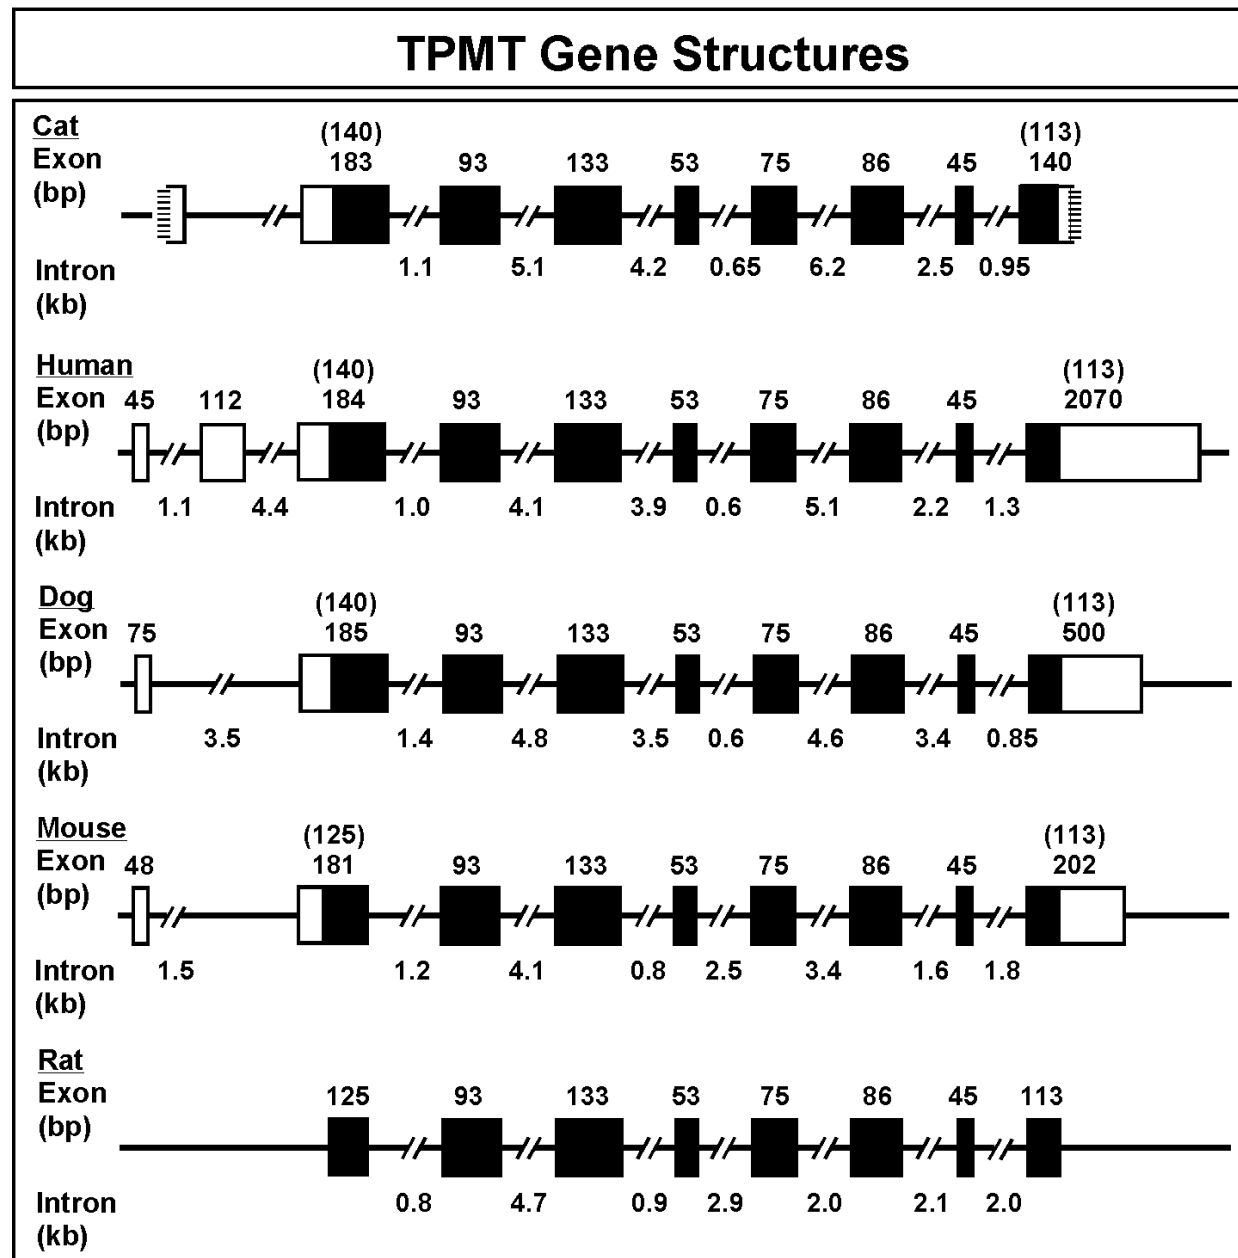 TPMT Gene Structures
Cat
(140) (113)
Exon 183 93 133 53 75 86 45 140
(bp)
Intron 1.1 5.1 4.2 0.65 6.2 2.5 0.95
(kb)
Human
(140) (113)
Exon 45 112 184 93 133 53 75 86 45 2070
(bp)
Intron 1.1 4.4 1.0 4.1 3.9 0.6 5.1 2.2 1.3
(kb)
Dog
(140) (113)
Exon 75 185 93 133 53 75 86 45 500
(bp)
Intron 3.5 1.4 4.8 3.5 0.6 4.6 3.4 0.85
(kb)
Mouse
(125) (113)
Exon 48 181 93 133 53 75 86 45 202
(bp)
Intron 1.5 1.2 4.1 0.8 2.5 3.4 1.6 1.8
(kb)
Rat
Exon 125 93 133 53 75 86 45 113
(bp)
Intron 0.8 4.7 0.9 2.9 2.0 2.1 2.0
(kb)